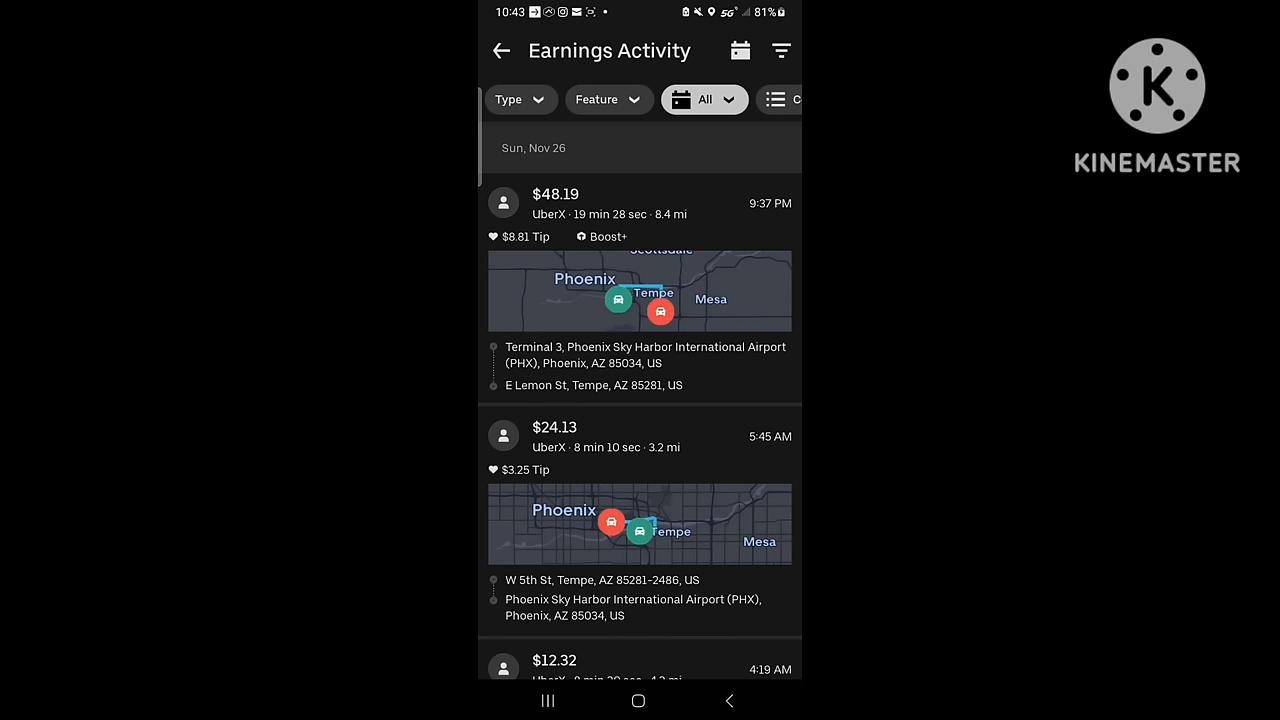 10:43
5G
81%
Earnings Activity
Type
Feature
All
C
Sun, Nov 26
$48.19
9:37 PM
UberX · 19 min 28 sec · 8.4 mi
$8.81 Tip
Boost+
Scottsdale
Phoenix
Tempe
Mesa
Terminal 3, Phoenix Sky Harbor International Airport
(PHX), Phoenix, AZ 85034, US
E Lemon St, Tempe, AZ 85281, US
$24.13
5:45 AM
UberX · 8 min 10 sec · 3.2 mi
$3.25 Tip
Phoenix
Tempe
Mesa
W 5th St, Tempe, AZ 85281-2486, US
Phoenix Sky Harbor International Airport (PHX),
Phoenix, AZ 85034, US
$12.32
4:19 AM
K
KINEMASTER